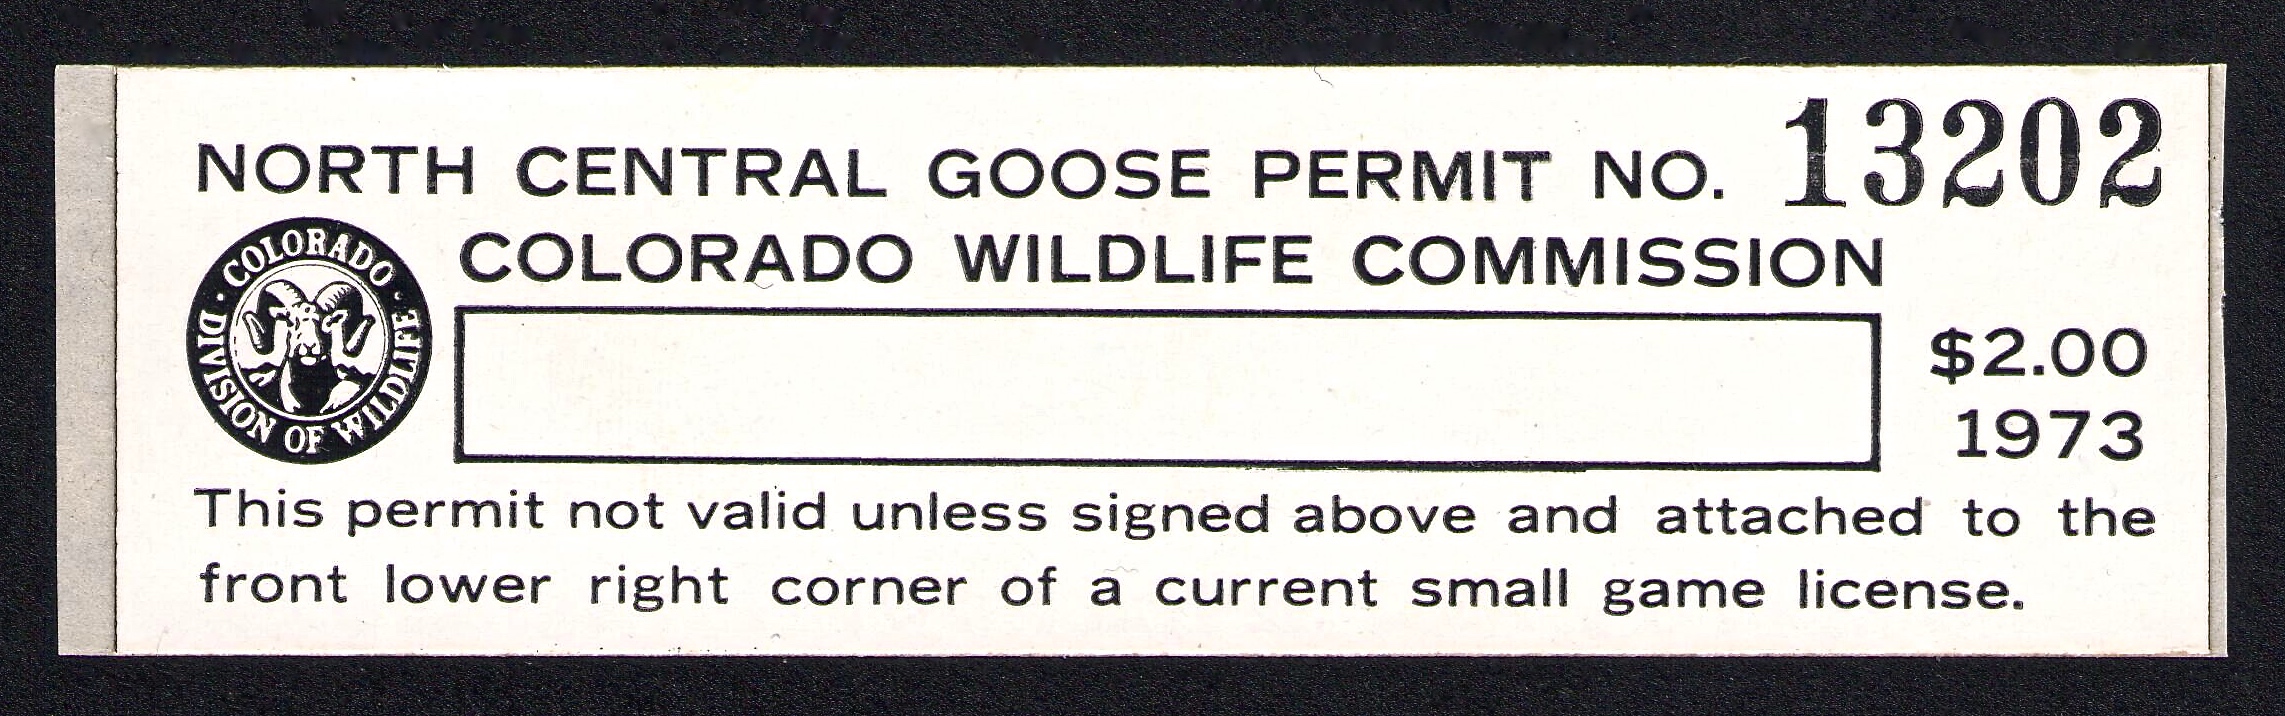 NORTH CENTRAL GOOSE PERMIT NO. 13202
COLORADO WILDLIFE COMMISSION
· COLORADO · DIVISION OF WILDLIFE
$2.00
1973
This permit not valid unless signed above and attached to the
front lower right corner of a current small game license.